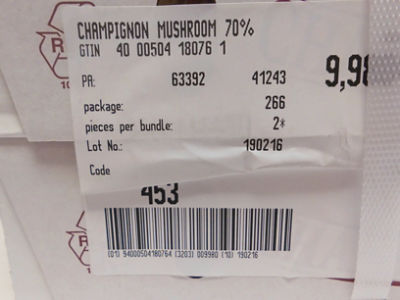 CHAMPIGNON MUSHROOM 70%
GTIN 40 00504 18076 1
PA: 63392 41243 9,98
package: 266
pieces per bundle: 2*
Lot No.: 190216
Code
453
(01) 94000504180764 (3203) 009980 (10) 190216